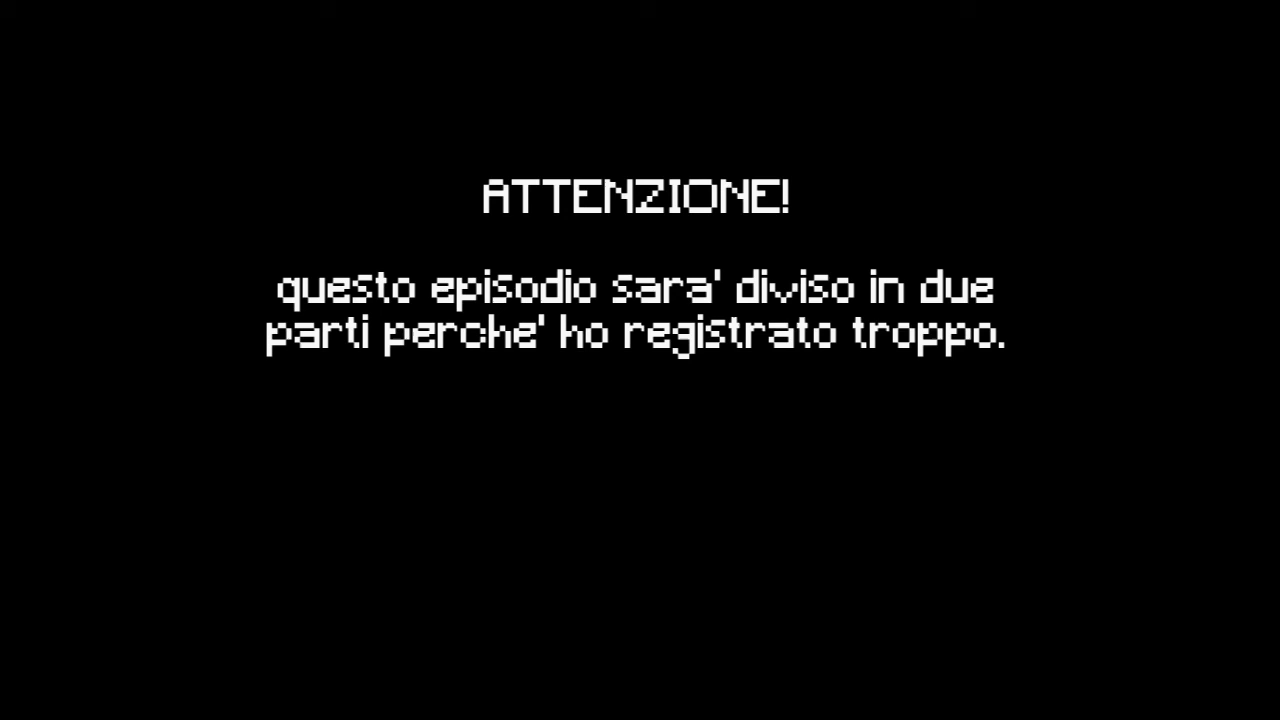 ATTENZIONE!
questo episodio sara' diviso in due
parti perche' ho registrato troppo.